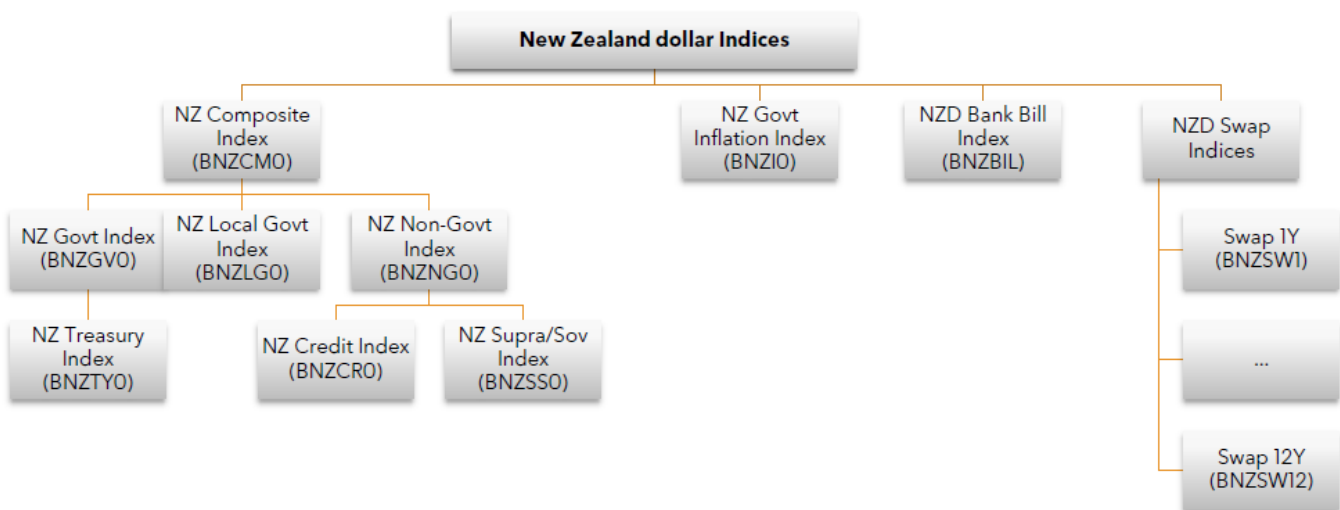 New Zealand dollar Indices
NZ Composite
Index
(BNZCM0)
NZ Govt
Inflation Index
(BNZI0)
NZD Bank Bill
Index
(BNZBIL)
NZD Swap
Indices
NZ Govt Index
(BNZGV0)
NZ Local Govt
Index
(BNZLG0)
NZ Non-Govt
Index
(BNZNG0)
Swap 1Y
(BNZSW1)
NZ Treasury
Index
(BNZTY0)
NZ Credit Index
(BNZCR0)
NZ Supra/Sov
Index
(BNZSS0)
...
Swap 12Y
(BNZSW12)